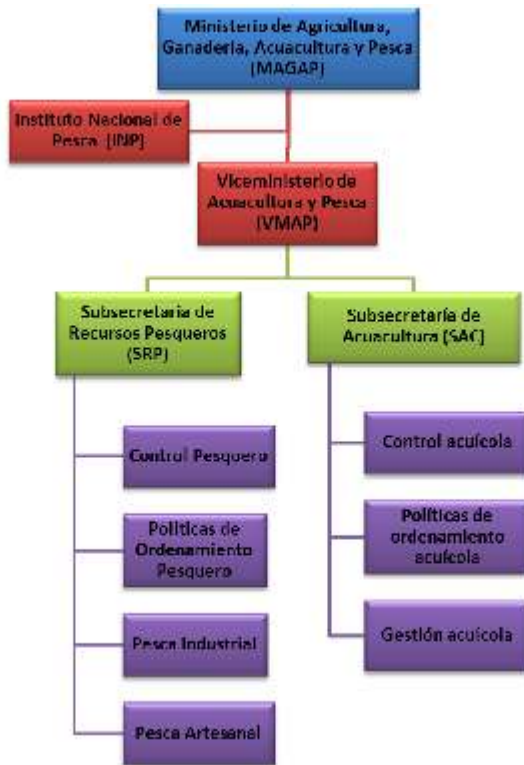 Ministerio de Agricultura,
Ganadería, Acuacultura y Pesca
(MAGAP)
Instituto Nacional de
Pesca (INP)
Viceministerio de
Acuacultura y Pesca
(VMAP)
Subsecretaria de
Recursos Pesqueros
(SRP)
Subsecretaría de
Acuacultura (SAC)
Control Pesquero
Políticas de
Ordenamiento
Pesquero
Pesca Industrial
Pesca Artesanal
Control acuícola
Políticas de
ordenamiento
acuícola
Gestión acuícola